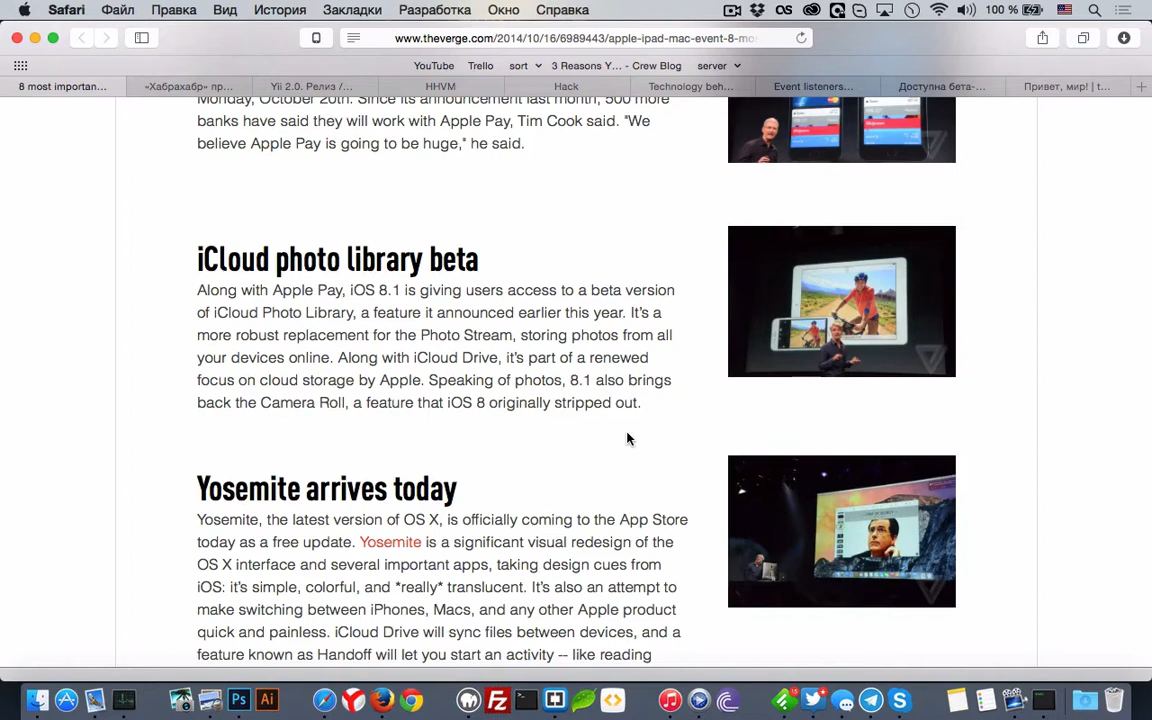 Safari Файл Правка Вид История Закладки Разработка Окно Справка 100 %
www.theverge.com/2014/10/16/6989443/apple-ipad-mac-event-8-mo
YouTube Trello sort 3 Reasons Y… - Crew Blog server
8 most importan… «Хабрахабр» пр… Yii 2.0. Релиз /… HHVM Hack Technology beh… Event listeners… Доступна бета-… Привет, мир! | t…
Monday, October 20th. Since its announcement last month, 500 more
banks have said they will work with Apple Pay, Tim Cook said. "We
believe Apple Pay is going to be huge," he said.
iCloud photo library beta
Along with Apple Pay, iOS 8.1 is giving users access to a beta version
of iCloud Photo Library, a feature it announced earlier this year. It's a
more robust replacement for the Photo Stream, storing photos from all
your devices online. Along with iCloud Drive, it's part of a renewed
focus on cloud storage by Apple. Speaking of photos, 8.1 also brings
back the Camera Roll, a feature that iOS 8 originally stripped out.
Yosemite arrives today
Yosemite, the latest version of OS X, is officially coming to the App Store
today as a free update. Yosemite is a significant visual redesign of the
OS X interface and several important apps, taking design cues from
iOS: it's simple, colorful, and *really* translucent. It's also an attempt to
make switching between iPhones, Macs, and any other Apple product
quick and painless. iCloud Drive will sync files between devices, and a
feature known as Handoff will let you start an activity -- like reading
Ps Ai Fz